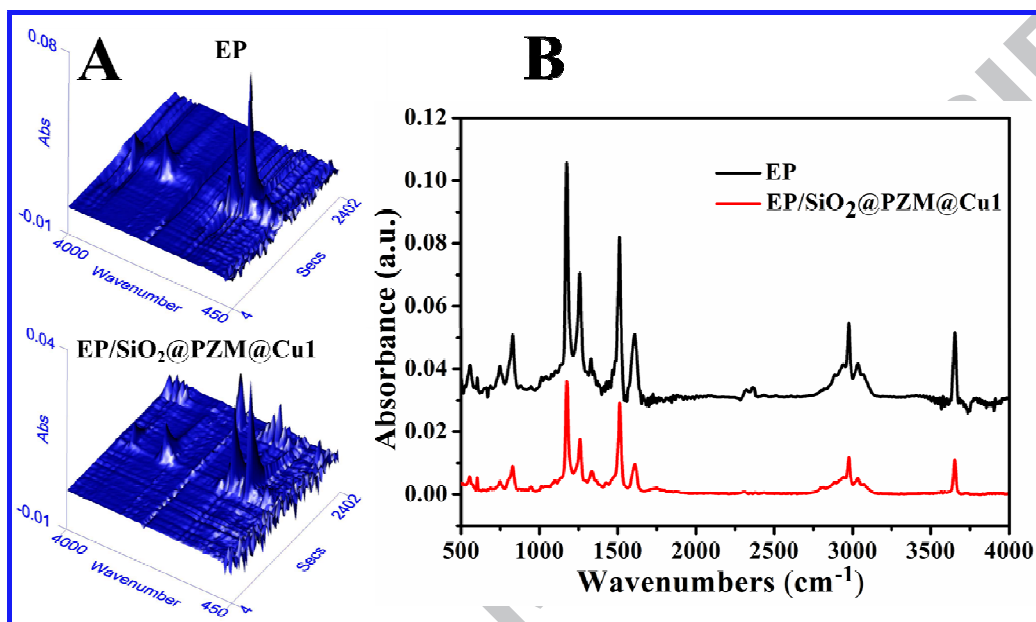 A
EP
0.08
Abs
-0.01
4000
Wavenumber
450
4
Secs
2402
EP/SiO₂@PZM@Cu1
0.04
Abs
-0.01
4000
Wavenumber
450
4
Secs
2402
B
Absorbance (a.u.)
0.12
0.10
0.08
0.06
0.04
0.02
0.00
EP
EP/SiO₂@PZM@Cu1
500 1000 1500 2000 2500 3000 3500 4000
Wavenumbers (cm⁻¹)